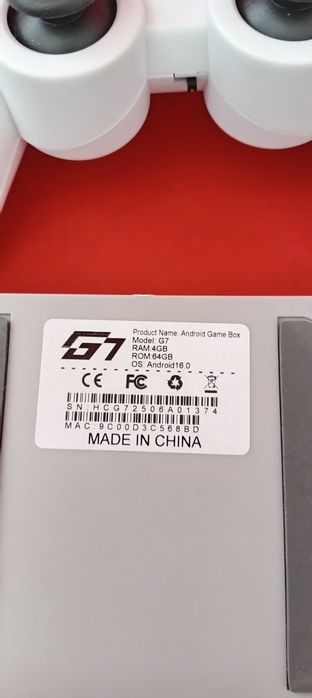 G7
Product Name: Android Game Box
Model: G7
RAM:4GB
ROM:64GB
OS: Android16.0
CE FC
SN:HCG72506A01374
MAC:9C00D3C568BD
MADE IN CHINA